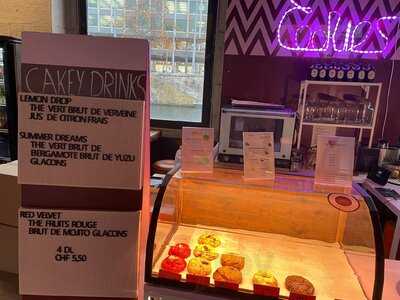 Cookies
CAKEY DRINKS
LEMON DROP
THE VERT BRUT DE VERVEINE
JUS DE CITRON FRAIS
SUMMER DREAMS
THE VERT BRUT DE
BERGAMOTE BRUT DE YUZU
GLACONS
RED VELVET
THE FRUITS ROUGE
BRUT DE MOJITO GLACONS
4 DL
CHF 5,50